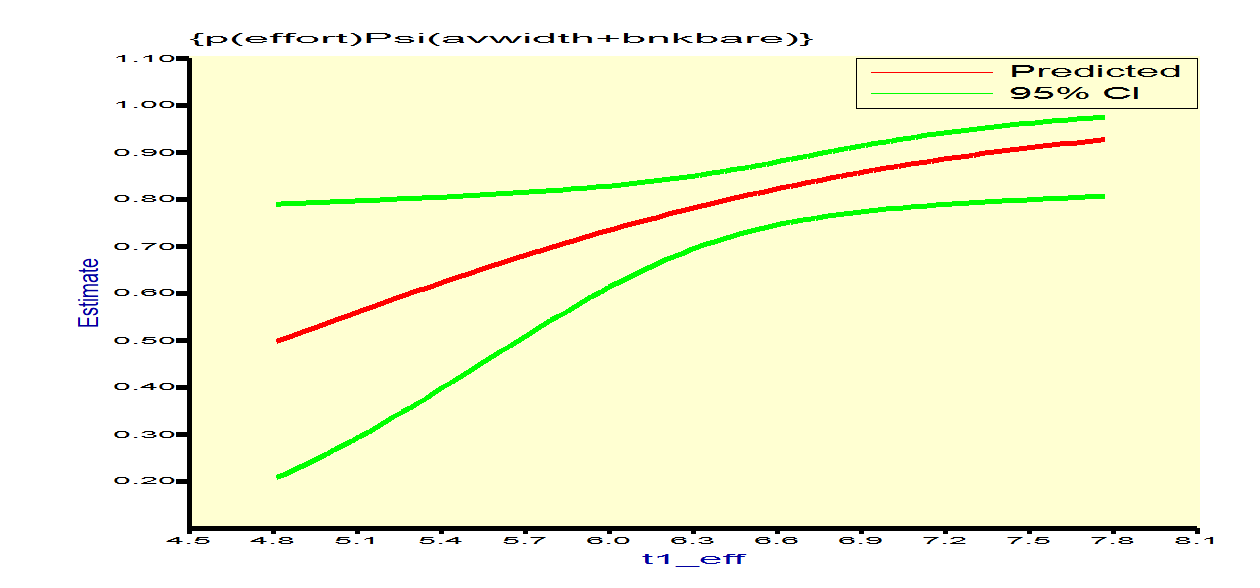 {p(effort)Psi(avwidth+bnkbare)}
Predicted
95% CI
1.10
1.00
0.90
0.80
0.70
0.60
0.50
0.40
0.30
0.20
Estimate
4.5 4.8 5.1 5.4 5.7 6.0 6.3 6.6 6.9 7.2 7.5 7.8 8.1
t1_eff